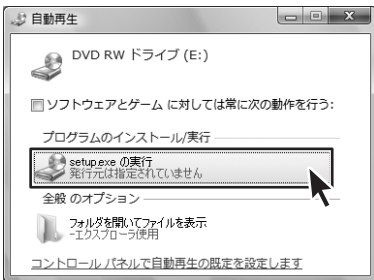 自動再生
DVD RW ドライブ (E:)
ソフトウェアとゲーム に対しては常に次の動作を行う:
プログラムのインストール/実行
setup.exe の実行
発行元は指定されていません
全般 のオプション
フォルダを開いてファイルを表示
-エクスプローラ使用
コントロール パネルで自動再生の既定を設定します